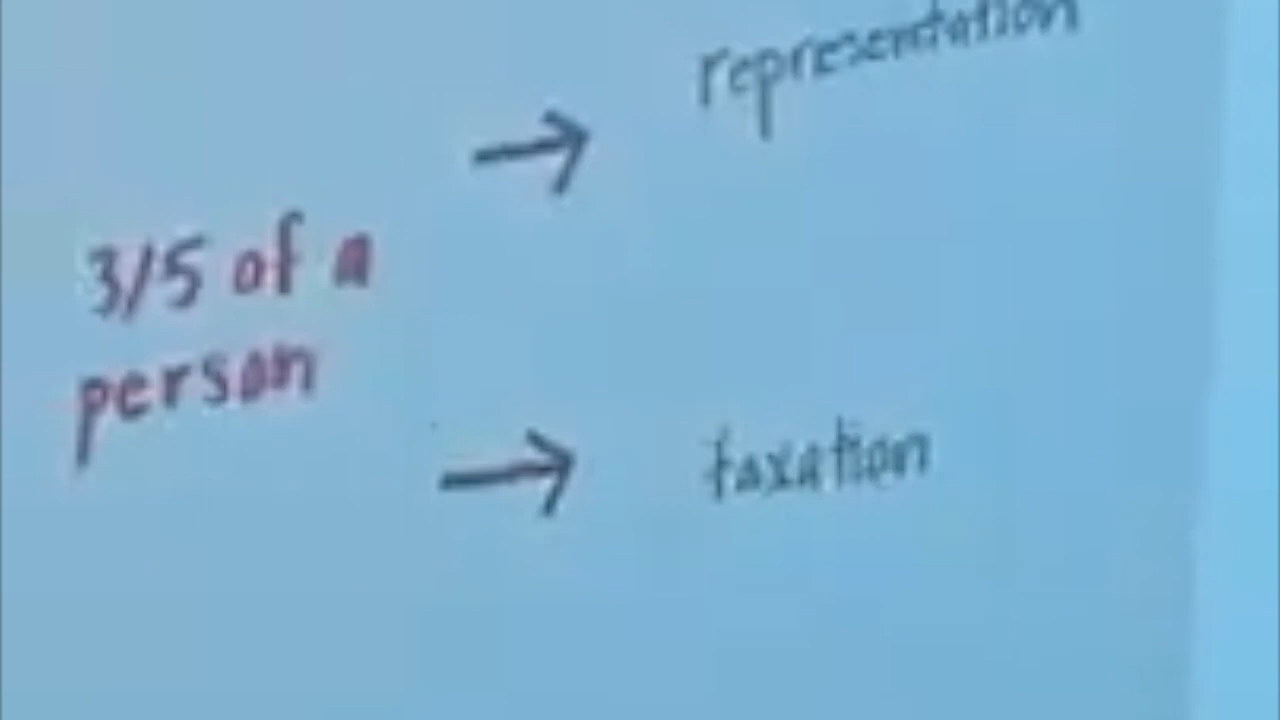 representation
→
3/5 of a
person
→ taxation